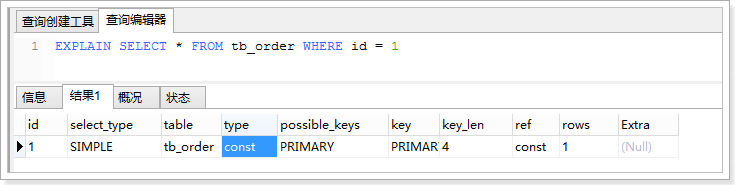 查询创建工具 查询编辑器
1 EXPLAIN SELECT * FROM tb_order WHERE id = 1
信息 结果1 概况 状态
id select_type table type possible_keys key key_len ref rows Extra
1 SIMPLE tb_order const PRIMARY PRIMAR 4 const 1 (Null)